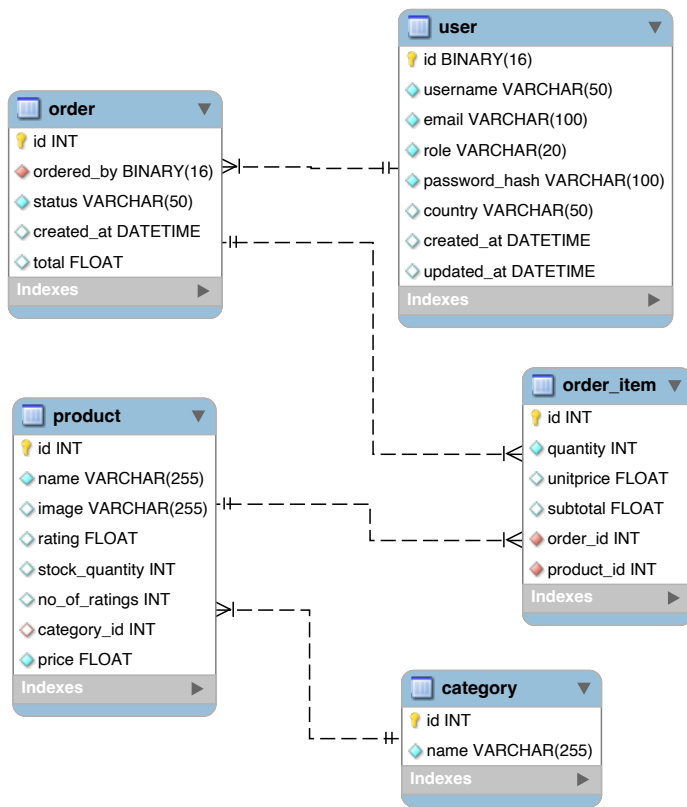 user
id BINARY(16)
username VARCHAR(50)
email VARCHAR(100)
role VARCHAR(20)
password_hash VARCHAR(100)
country VARCHAR(50)
created_at DATETIME
updated_at DATETIME
Indexes
order
id INT
ordered_by BINARY(16)
status VARCHAR(50)
created_at DATETIME
total FLOAT
Indexes
order_item
id INT
quantity INT
unitprice FLOAT
subtotal FLOAT
order_id INT
product_id INT
Indexes
product
id INT
name VARCHAR(255)
image VARCHAR(255)
rating FLOAT
stock_quantity INT
no_of_ratings INT
category_id INT
price FLOAT
Indexes
category
id INT
name VARCHAR(255)
Indexes